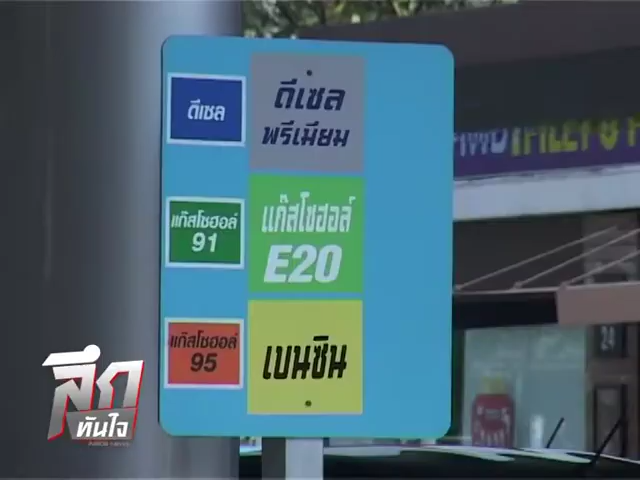 ดีเซล
ดีเซล
พรีเมียม
แก๊สโซฮอล์
91
แก๊สโซฮอล์
E20
แก๊สโซฮอล์
95
เบนซิน
24
ลึก
ทันใจ